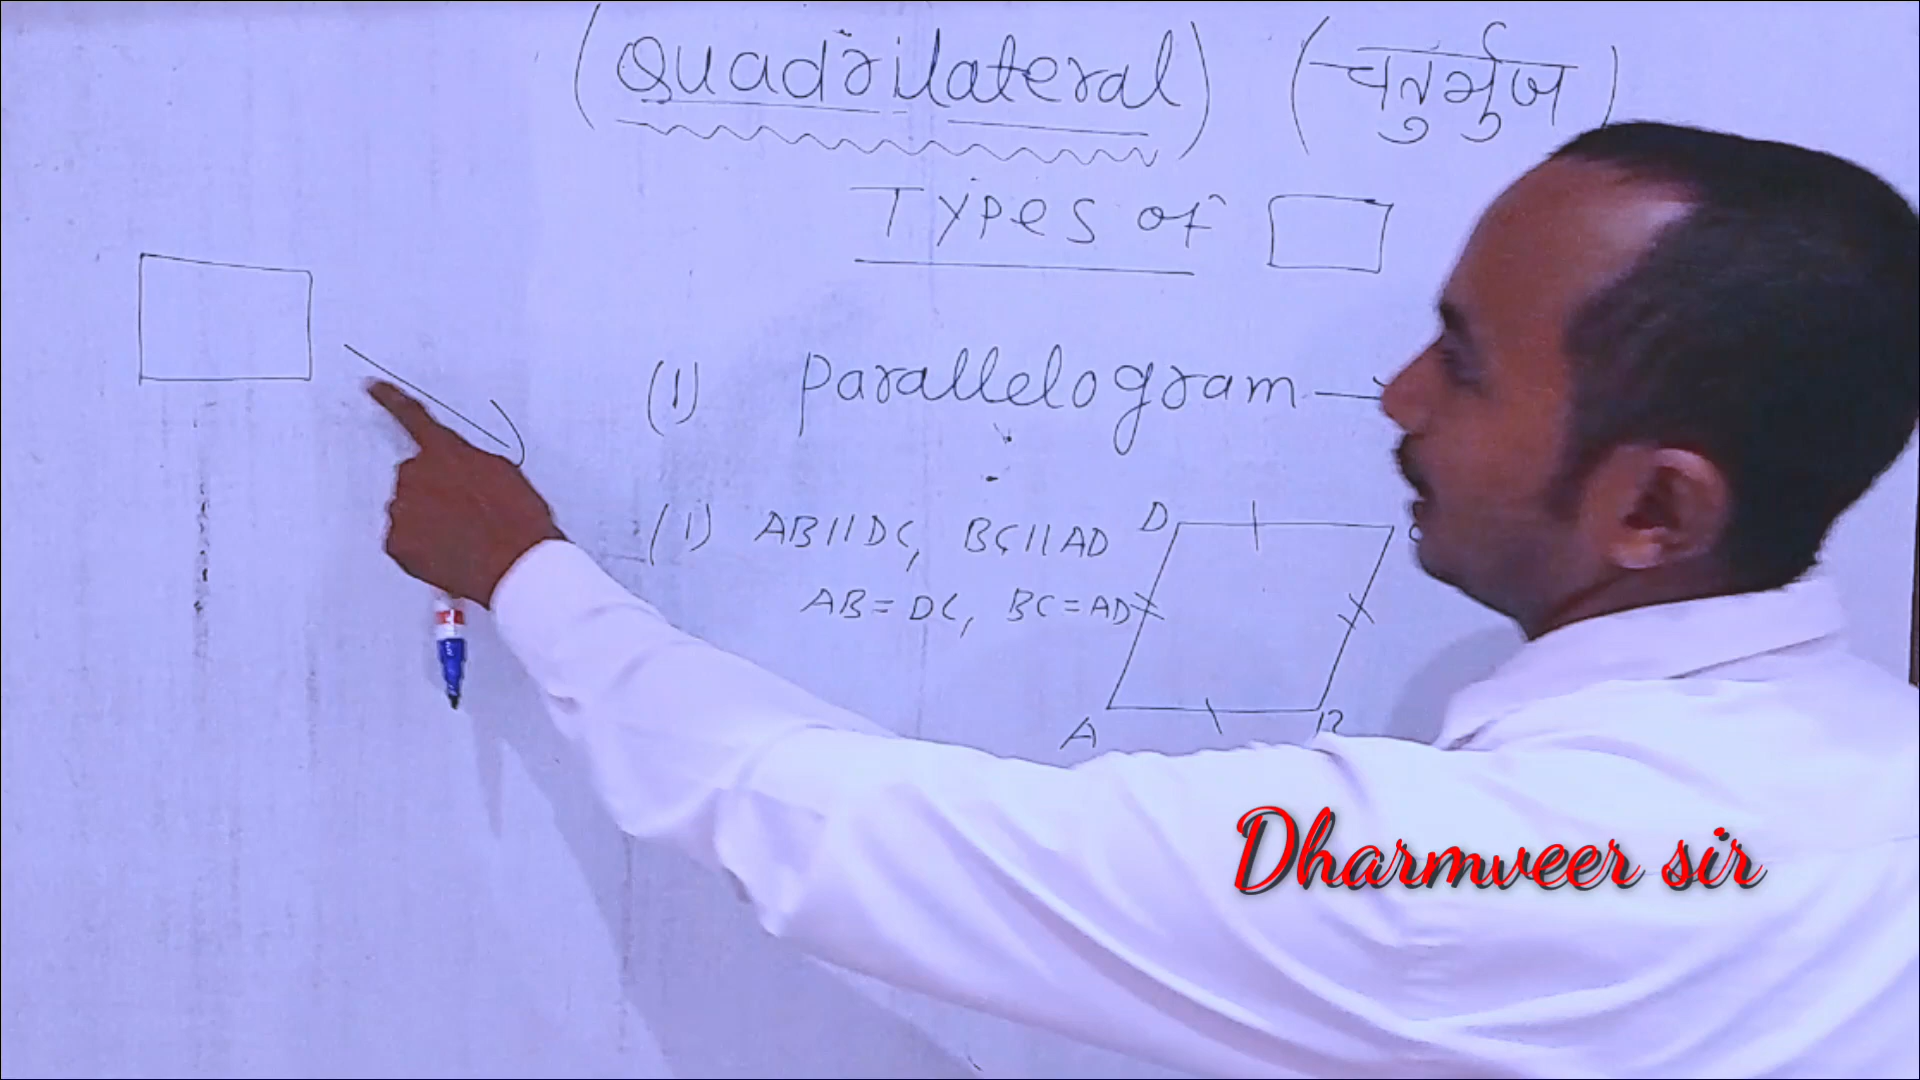 (Quadrilateral) (चतुर्भुज)
Types of
(1) Parallelogram
(1) AB//DC, BC//AD
AB = DC, BC = AD
D
A B
Dharmveer sir